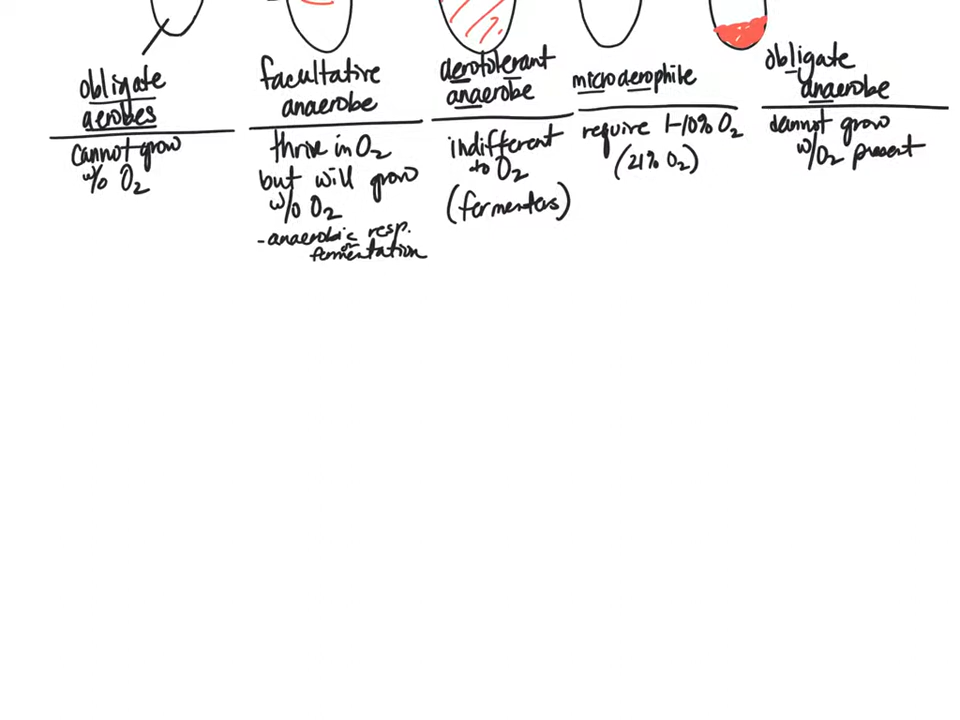 obligate
aerobes
cannot grow
w/o O2
facultative
anaerobe
thrive in O2
but will grow
w/o O2
-anaerobic resp.
or
fermentation
aerotolerant
anaerobe
indifferent
to O2
(fermenters)
microaerophile
require 1-10% O2
(21% O2)
obligate
anaerobe
cannot grow
w/O2 present